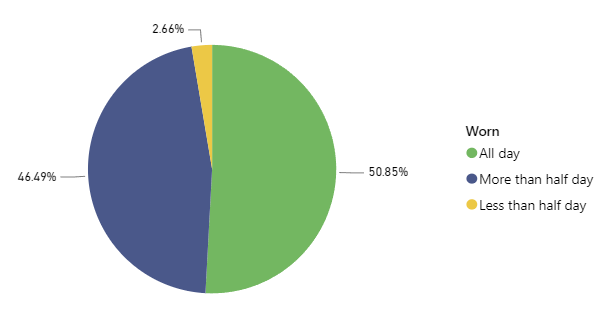 2.66%
46.49%
50.85%
Worn
All day
More than half day
Less than half day